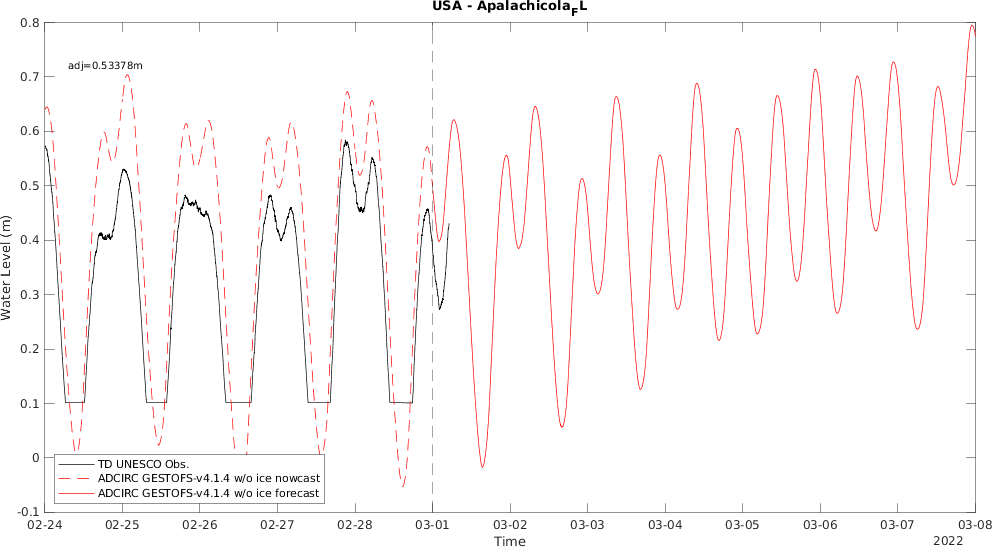 USA - Apalachicola_FL
0.8
0.7
0.6
0.5
0.4
0.3
0.2
0.1
0
-0.1
Water Level (m)
adj=0.53378m
TD UNESCO Obs.
ADCIRC GESTOFS-v4.1.4 w/o ice nowcast
ADCIRC GESTOFS-v4.1.4 w/o ice forecast
02-24 02-25 02-26 02-27 02-28 03-01 03-02 03-03 03-04 03-05 03-06 03-07 03-08
Time
2022